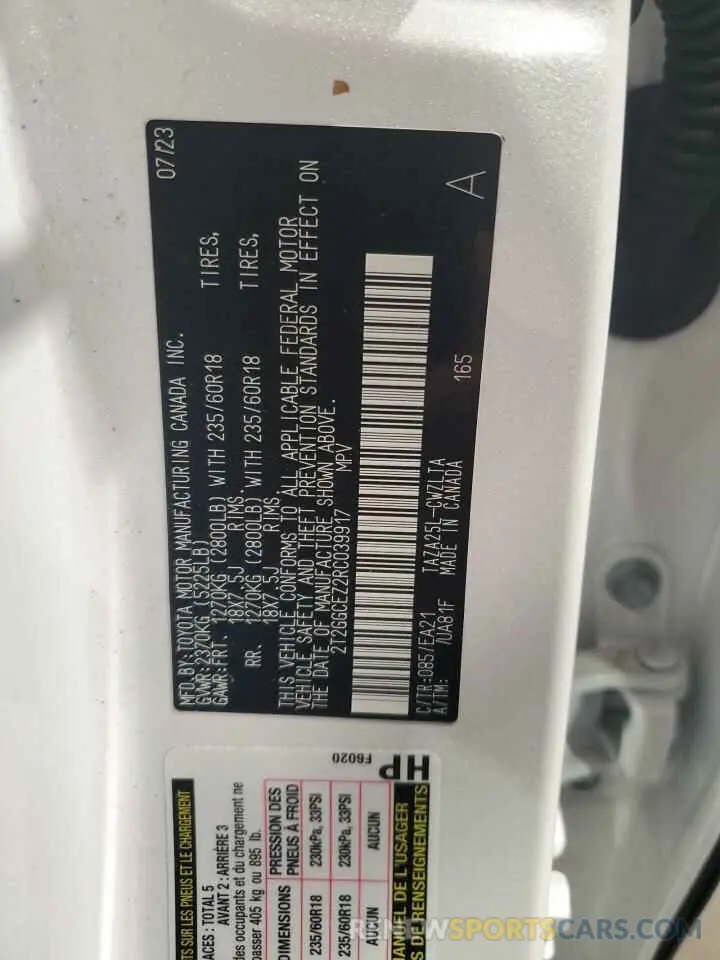 MFD.BY:TOYOTA MOTOR MANUFACTURING CANADA INC. 07/23
GVWR:2370KG (5225LB)
GAWR:FRT. 1270KG (2800LB) WITH 235/60R18 TIRES,
18X7.5J RIMS.
RR. 1270KG (2800LB) WITH 235/60R18 TIRES,
18X7.5J RIMS.
THIS VEHICLE CONFORMS TO ALL APPLICABLE FEDERAL MOTOR
VEHICLE SAFETY AND THEFT PREVENTION STANDARDS IN EFFECT ON
THE DATE OF MANUFACTURE SHOWN ABOVE.
2T2GGCEZ2RC039917 MPV
C/TR:085/EA21 TAZA25L-CWZLTA 165 A
A/TM: /UA81F MADE IN CANADA
TS SUR LES PNEUS ET LE CHARGEMENT
ACES : TOTAL 5
AVANT 2 : ARRIÈRE 3
des occupants et du chargement ne
passer 405 kg ou 895 lb.
DIMENSIONS PRESSION DES PNEUS À FROID
235/60R18 230kPa, 33PSI
235/60R18 230kPa, 33PSI
AUCUN AUCUN
NUEL DE L'USAGER
E RENSEIGNEMENTS
F6020
HP
RENEWSPORTSCARS.COM